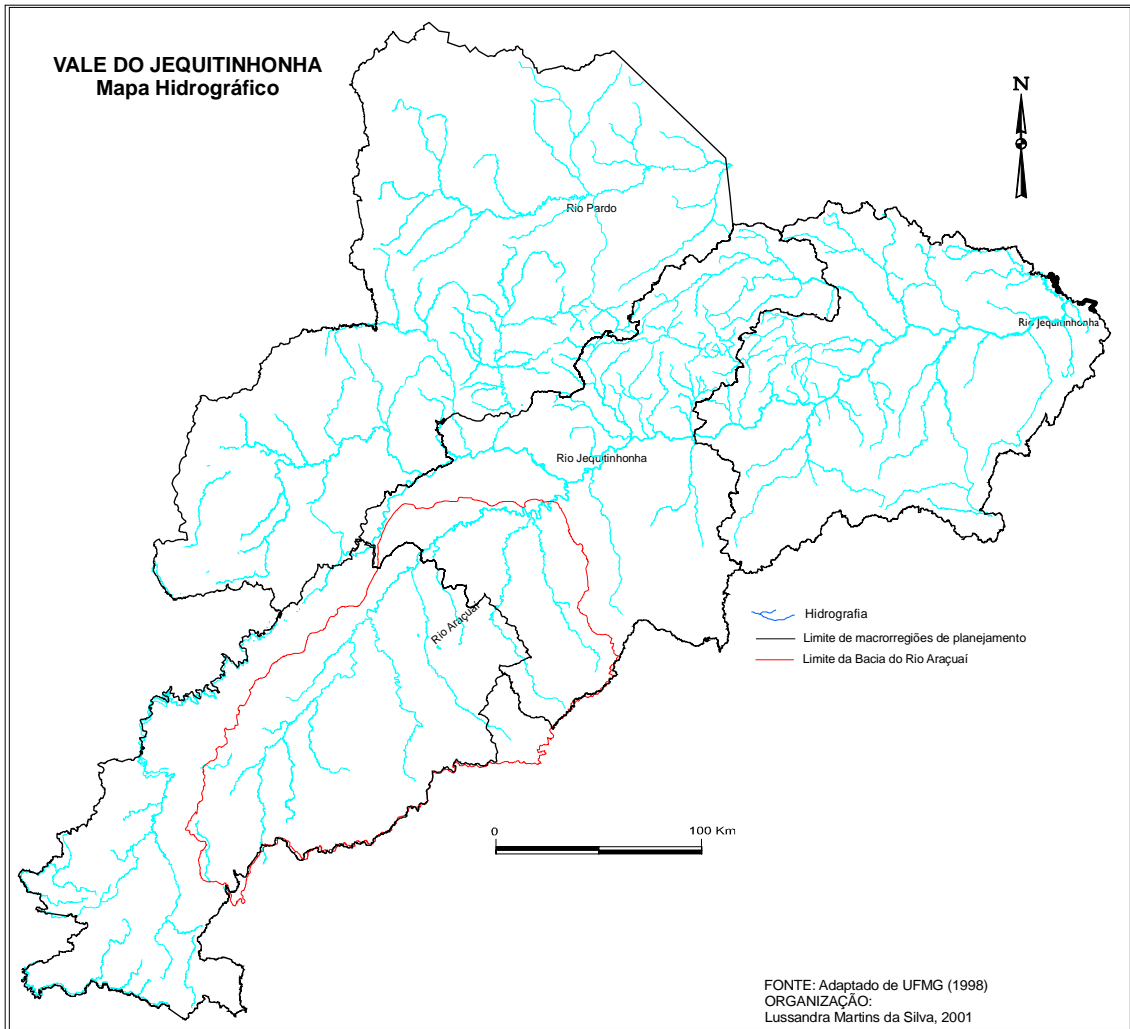 VALE DO JEQUITINHONHA
Mapa Hidrográfico
N
Rio Pardo
Rio Jequitinhonha
Rio Jequitinhonha
Rio Araçuaí
Hidrografia
Limite de macrorregiões de planejamento
Limite da Bacia do Rio Araçuaí
0 100 Km
FONTE: Adaptado de UFMG (1998)
ORGANIZAÇÃO:
Lussandra Martins da Silva, 2001